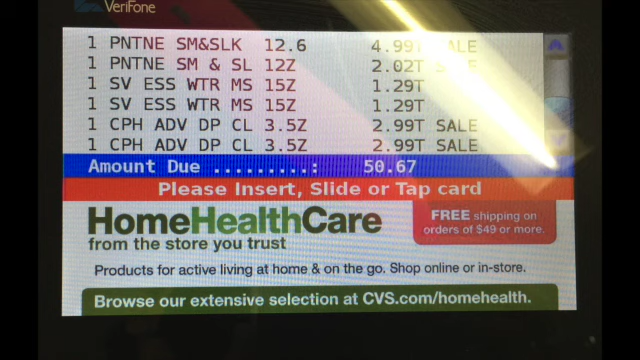 VeriFone
1 PNTNE SM&SLK 12.6 4.99T SALE
1 PNTNE SM & SL 12Z 2.02T SALE
1 SV ESS WTR MS 15Z 1.29T
1 SV ESS WTR MS 15Z 1.29T
1 CPH ADV DP CL 3.5Z 2.99T SALE
1 CPH ADV DP CL 3.5Z 2.99T SALE
Amount Due .........: 50.67
Please Insert, Slide or Tap card
HomeHealthCare
from the store you trust
FREE shipping on
orders of $49 or more.
Products for active living at home & on the go. Shop online or in-store.
Browse our extensive selection at CVS.com/homehealth.